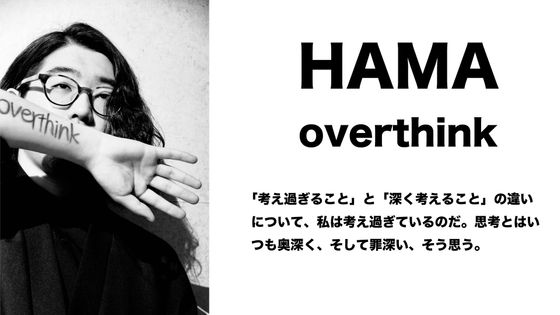 overthink
HAMA
overthink
「考え過ぎること」と「深く考えること」の違い
について、私は考え過ぎているのだ。思考とはい
つも奥深く、そして罪深い、そう思う。